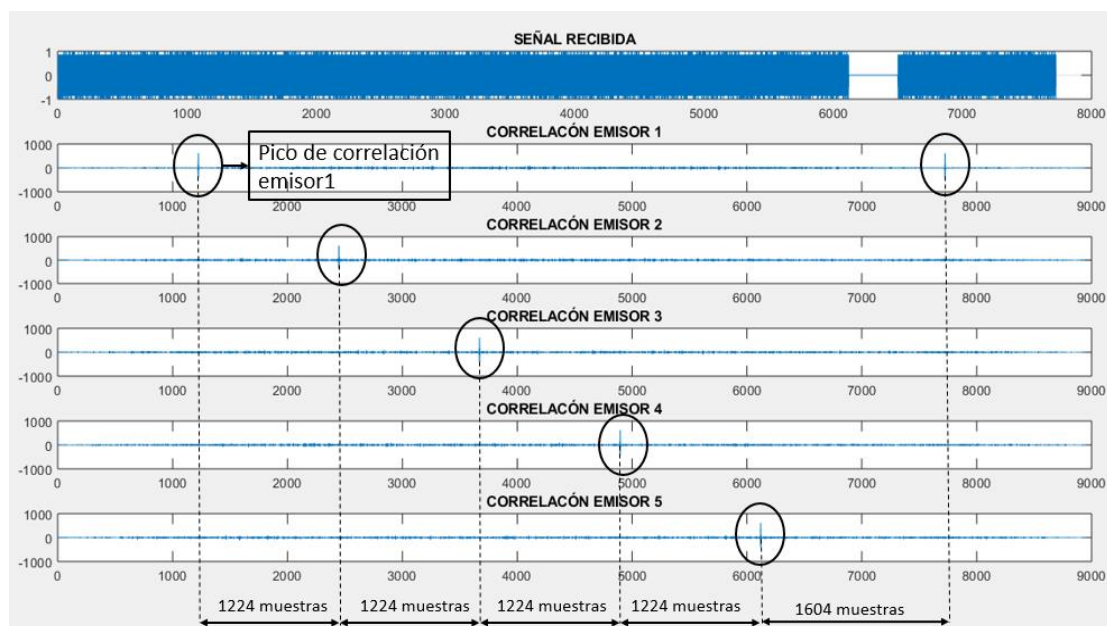 SEÑAL RECIBIDA
1
0
-1
0 1000 2000 3000 4000 5000 6000 7000 8000
CORRELACÓN EMISOR 1
1000
0
-1000
Pico de correlación
emisor1
0 1000 2000 3000 4000 5000 6000 7000 8000 9000
CORRELACÓN EMISOR 2
1000
0
-1000
0 1000 2000 3000 4000 5000 6000 7000 8000 9000
CORRELACÓN EMISOR 3
1000
0
-1000
0 1000 2000 3000 4000 5000 6000 7000 8000 9000
CORRELACÓN EMISOR 4
1000
0
-1000
0 1000 2000 3000 4000 5000 6000 7000 8000 9000
CORRELACÓN EMISOR 5
1000
0
-1000
0 1000 2000 3000 4000 5000 6000 7000 8000 9000
1224 muestras 1224 muestras 1224 muestras 1224 muestras 1604 muestras